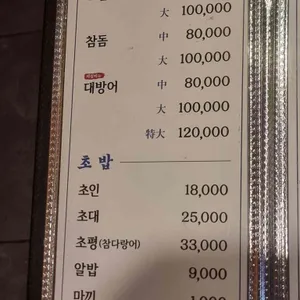 大 100,000
참돔 中 80,000
大 100,000
대방어 中 80,000
大 100,000
特大 120,000
초밥
초인 18,000
초대 25,000
초평(참다랑어) 33,000
알밥 9,000
마끼